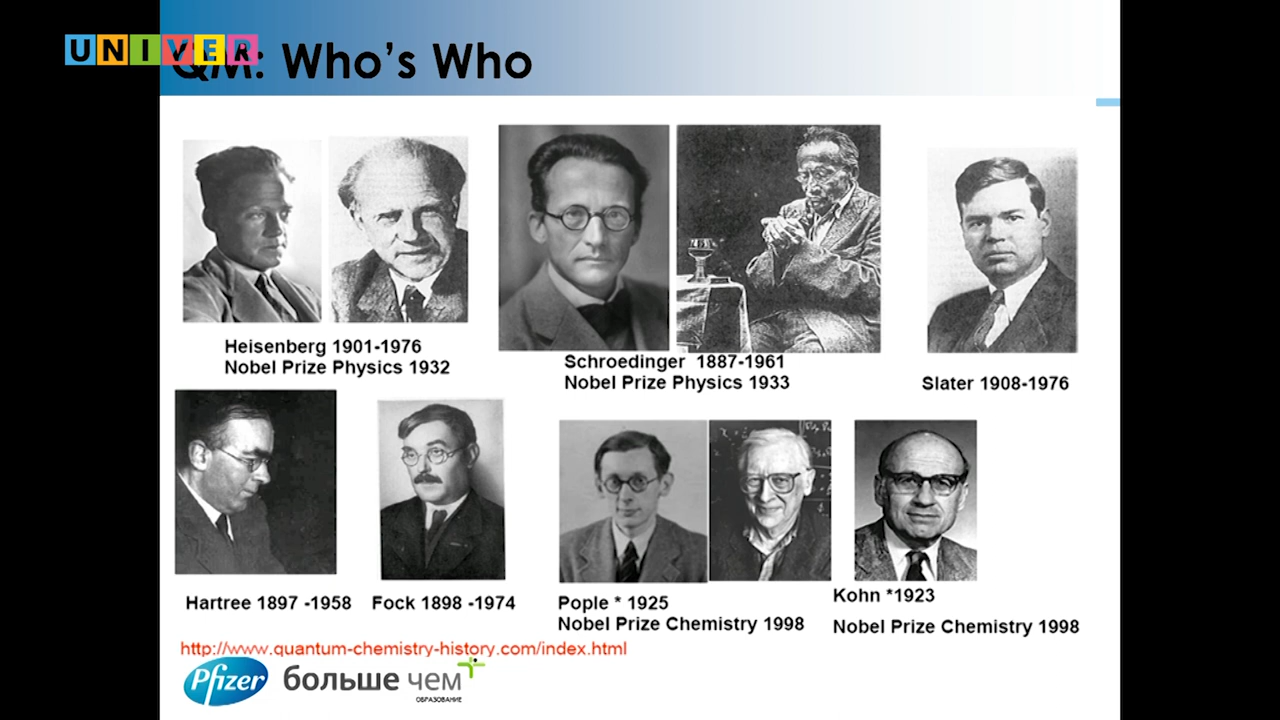 UNIVER
QM: Who's Who
Heisenberg 1901-1976
Nobel Prize Physics 1932
Schroedinger 1887-1961
Nobel Prize Physics 1933
Slater 1908-1976
Hartree 1897 -1958
Fock 1898 -1974
Pople * 1925
Nobel Prize Chemistry 1998
Kohn *1923
Nobel Prize Chemistry 1998
http://www.quantum-chemistry-history.com/index.html
Pfizer
больше чем
ОБРАЗОВАНИЕ